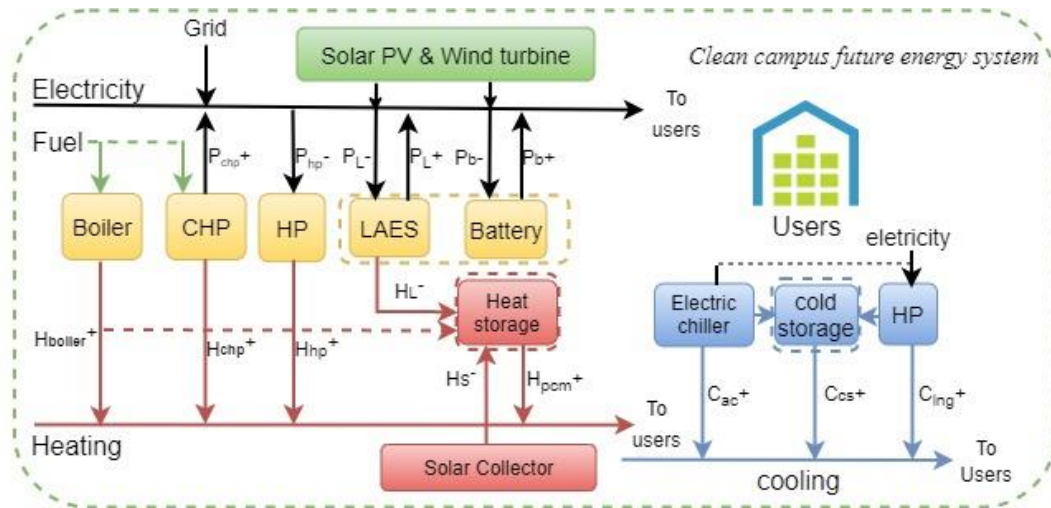 Grid
Solar PV & Wind turbine
Clean campus future energy system
Electricity
To
users
Fuel
Pchp+
Php-
PL-
PL+
Pb-
Pb+
Boiler
CHP
HP
LAES
Battery
Users
eletricity
HL-
Heat
storage
Electric
chiller
cold
storage
HP
Hboiler+
Hchp+
Hhp+
Hs-
Hpcm+
Cac+
Ccs+
Cing+
To
users
Heating
Solar Collector
To
Users
cooling